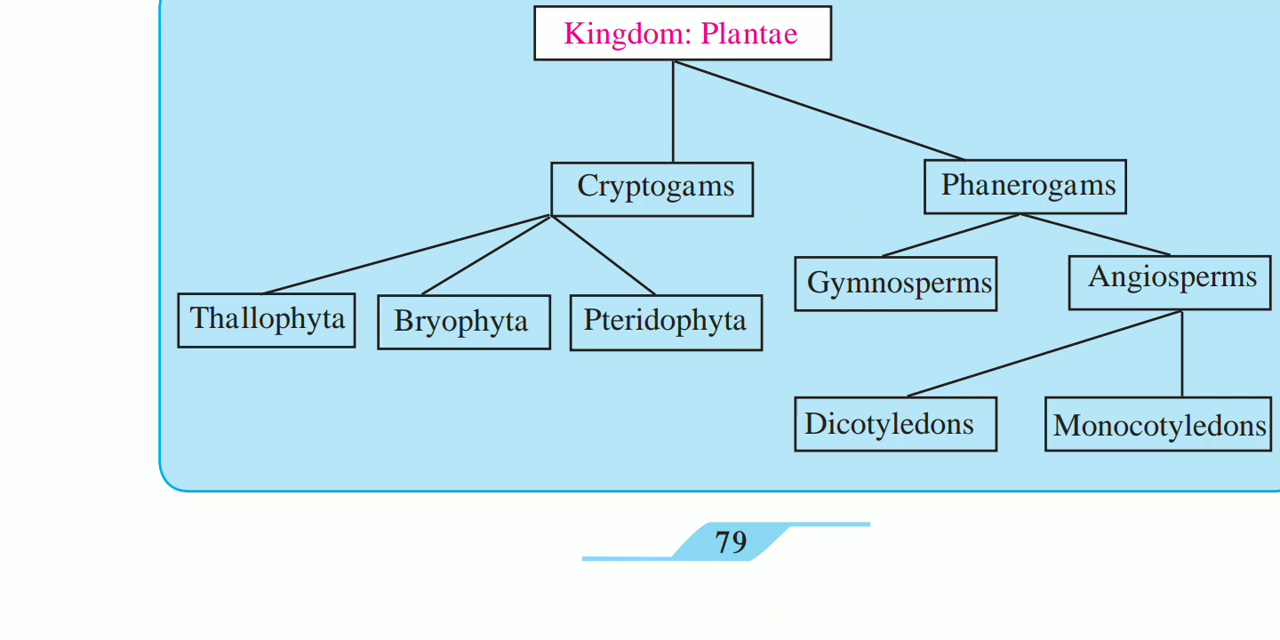 Kingdom: Plantae
Cryptogams
Phanerogams
Gymnosperms
Angiosperms
Thallophyta
Bryophyta
Pteridophyta
Dicotyledons
Monocotyledons
79